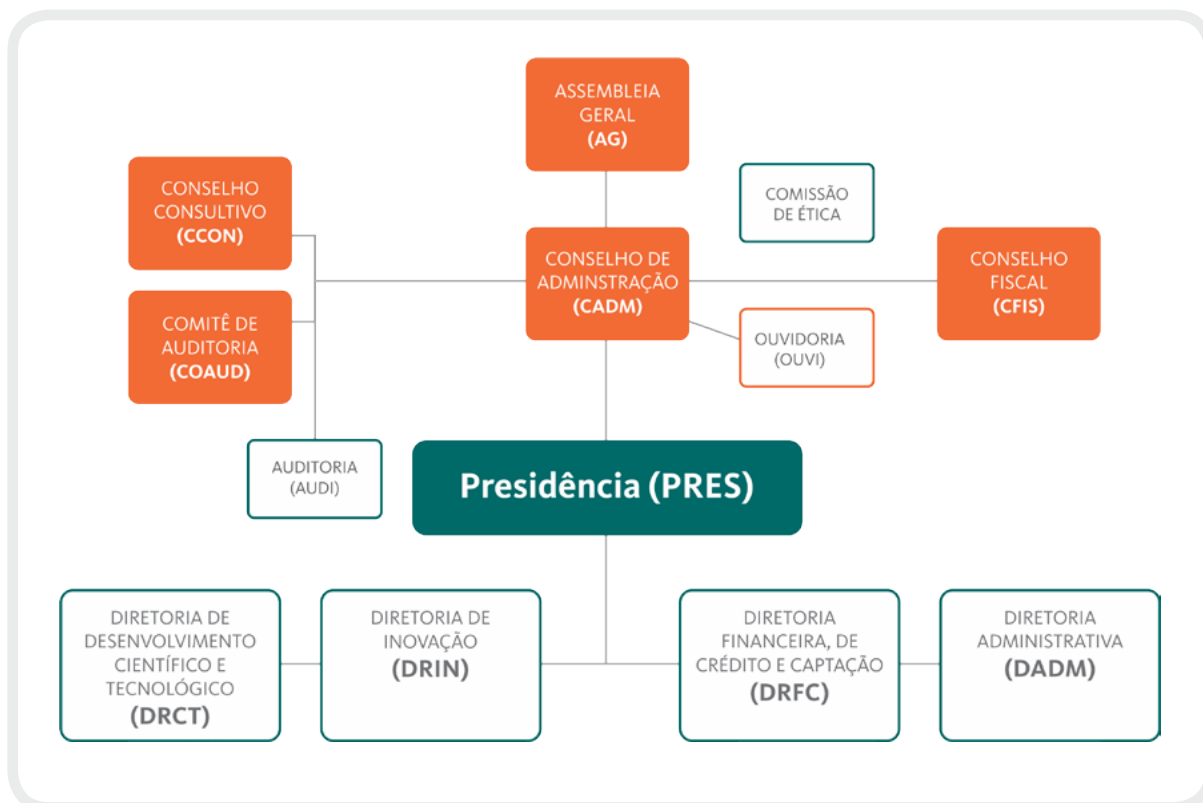 ASSEMBLEIA
GERAL
(AG)
CONSELHO
CONSULTIVO
(CCON)
COMISSÃO
DE ÉTICA
CONSELHO DE
ADMINSTRAÇÃO
(CADM)
CONSELHO
FISCAL
(CFIS)
COMITÊ DE
AUDITORIA
(COAUD)
OUVIDORIA
(OUVI)
AUDITORIA
(AUDI)
Presidência (PRES)
DIRETORIA DE
DESENVOLVIMENTO
CIENTÍFICO E
TECNOLÓGICO
(DRCT)
DIRETORIA DE
INOVAÇÃO
(DRIN)
DIRETORIA
FINANCEIRA, DE
CRÉDITO E CAPTAÇÃO
(DRFC)
DIRETORIA
ADMINISTRATIVA
(DADM)